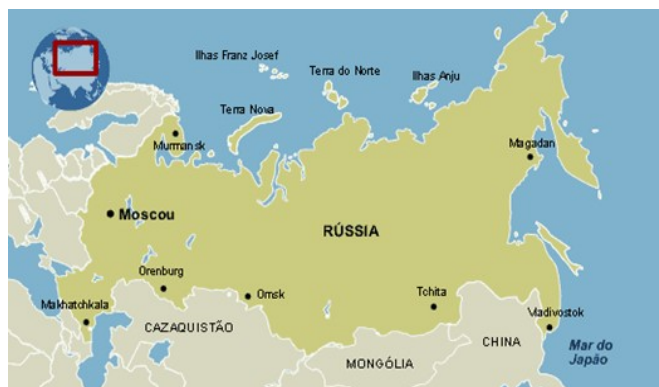 Ilhas Franz Josef
Terra do Norte
Ilhas Anju
Terra Nova
Murmansk
Magadan
Moscou
RÚSSIA
Orenburg
Omsk
Tchita
Makhatchkala
Vladivostok
CAZAQUISTÃO
CHINA
Mar do
Japão
MONGÓLIA